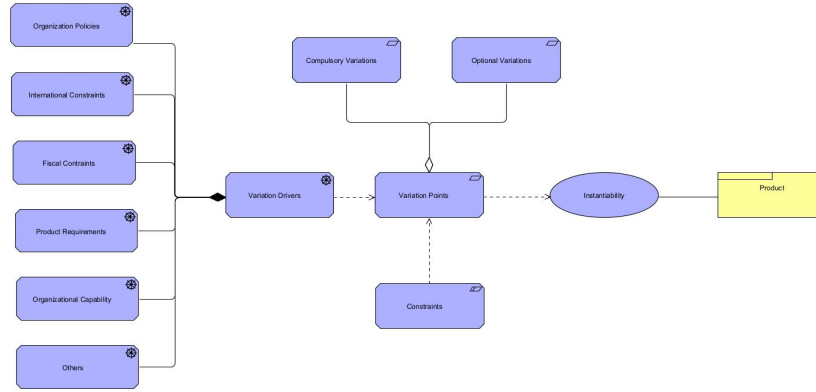 Organization Policies
International Constraints
Fiscal Contraints
Product Requirements
Organizational Capability
Others
Variation Drivers
Compulsory Variations
Optional Variations
Variation Points
Constraints
Instantiability
Product